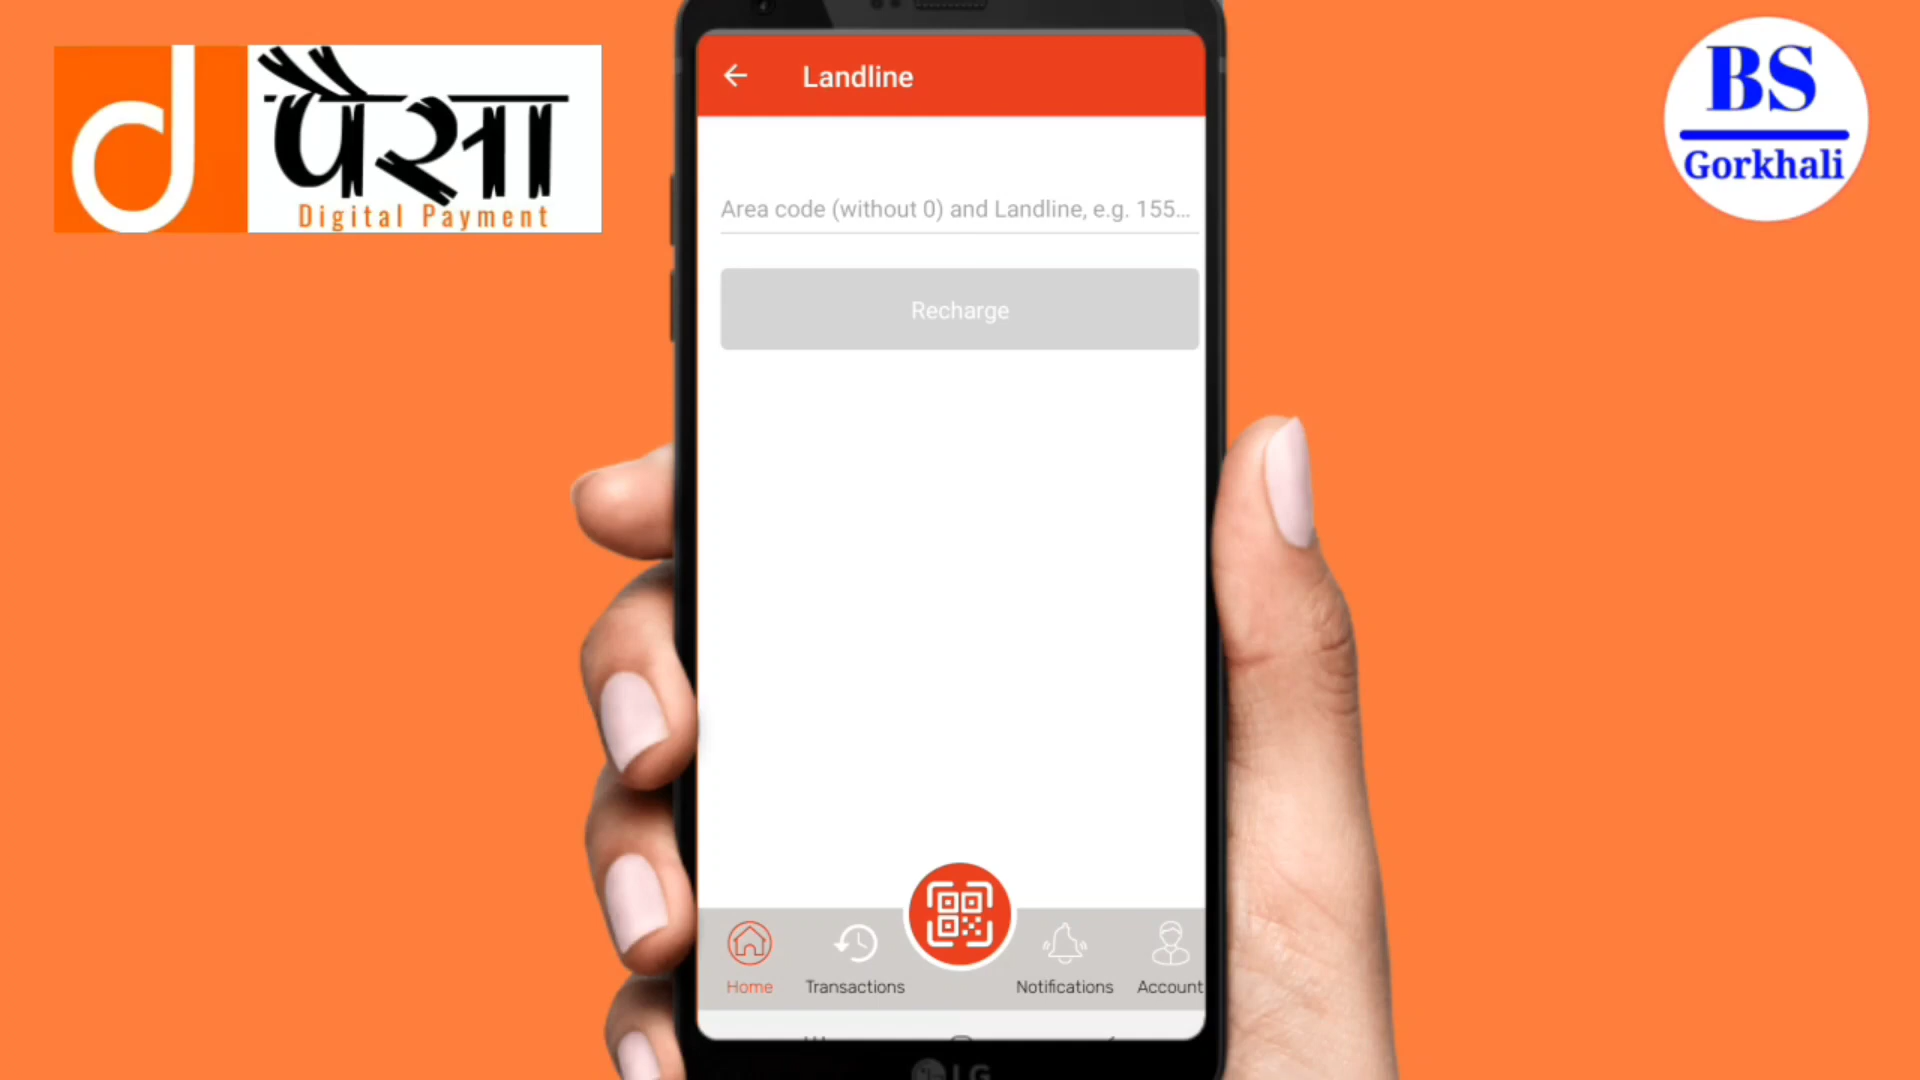 d
पैसा
Digital Payment
BS
Gorkhali
Landline
Area code (without 0) and Landline, e.g. 155...
Recharge
Home
Transactions
Notifications
Account
LG